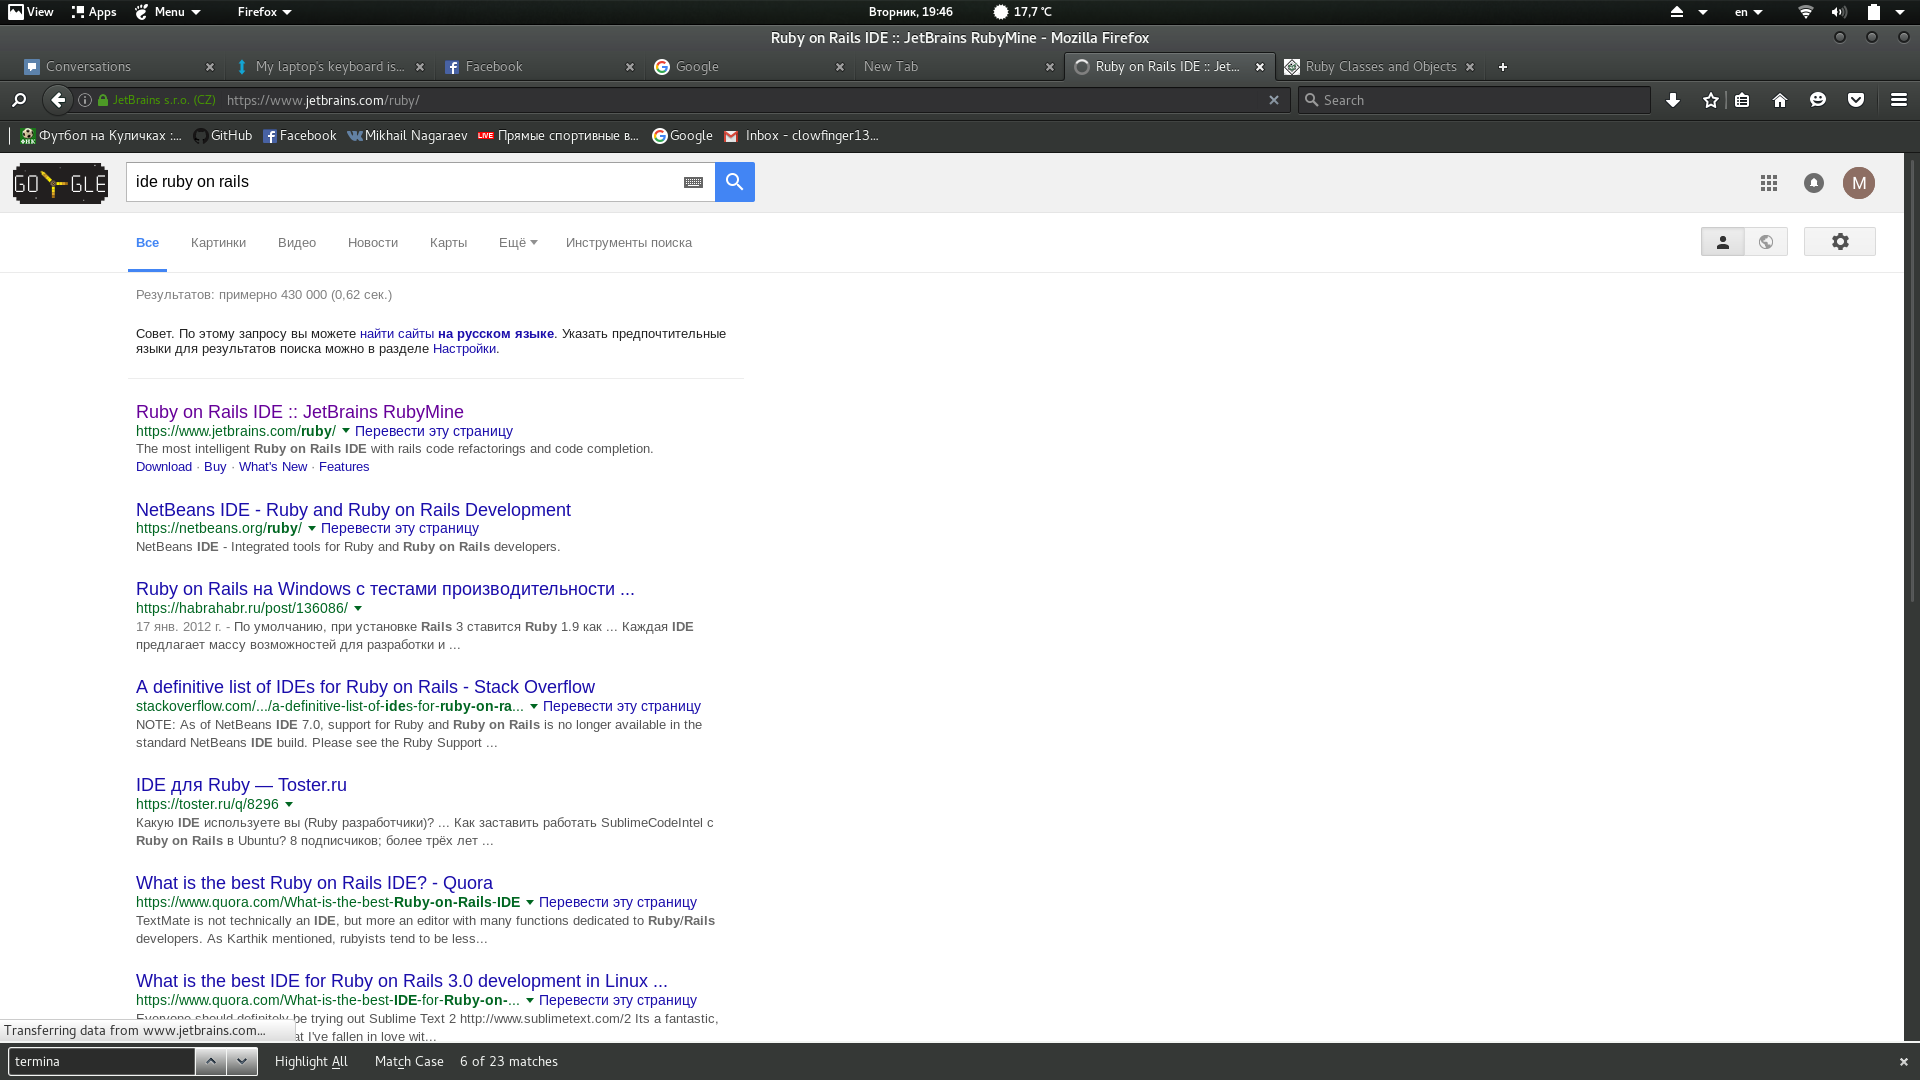 View Apps Menu Firefox Вторник, 19:46 17,7 °C en
Ruby on Rails IDE :: JetBrains RubyMine - Mozilla Firefox
Conversations My laptop's keyboard is... Facebook Google New Tab Ruby on Rails IDE :: Jet... Ruby Classes and Objects
JetBrains s.r.o. (CZ) https://www.jetbrains.com/ruby/ Search
Футбол на Куличках :... GitHub Facebook Mikhail Nagaraev LIVE Прямые спортивные в... Google Inbox - clowfinger13...
GO GLE ide ruby on rails M
Все Картинки Видео Новости Карты Ещё Инструменты поиска
Результатов: примерно 430 000 (0,62 сек.)
Совет. По этому запросу вы можете найти сайты на русском языке. Указать предпочтительные
языки для результатов поиска можно в разделе Настройки.
Ruby on Rails IDE :: JetBrains RubyMine
https://www.jetbrains.com/ruby/ Перевести эту страницу
The most intelligent Ruby on Rails IDE with rails code refactorings and code completion.
Download · Buy · What's New · Features
NetBeans IDE - Ruby and Ruby on Rails Development
https://netbeans.org/ruby/ Перевести эту страницу
NetBeans IDE - Integrated tools for Ruby and Ruby on Rails developers.
Ruby on Rails на Windows с тестами производительности ...
https://habrahabr.ru/post/136086/
17 янв. 2012 г. - По умолчанию, при установке Rails 3 ставится Ruby 1.9 как ... Каждая IDE
предлагает массу возможностей для разработки и ...
A definitive list of IDEs for Ruby on Rails - Stack Overflow
stackoverflow.com/.../a-definitive-list-of-ides-for-ruby-on-ra... Перевести эту страницу
NOTE: As of NetBeans IDE 7.0, support for Ruby and Ruby on Rails is no longer available in the
standard NetBeans IDE build. Please see the Ruby Support ...
IDE для Ruby — Toster.ru
https://toster.ru/q/8296
Какую IDE используете вы (Ruby разработчики)? ... Как заставить работать SublimeCodeIntel с
Ruby on Rails в Ubuntu? 8 подписчиков; более трёх лет ...
What is the best Ruby on Rails IDE? - Quora
https://www.quora.com/What-is-the-best-Ruby-on-Rails-IDE Перевести эту страницу
TextMate is not technically an IDE, but more an editor with many functions dedicated to Ruby/Rails
developers. As Karthik mentioned, rubyists tend to be less...
What is the best IDE for Ruby on Rails 3.0 development in Linux ...
https://www.quora.com/What-is-the-best-IDE-for-Ruby-on-... Перевести эту страницу
Everyone should definitely be trying out Sublime Text 2 http://www.sublimetext.com/2 Its a fantastic,
Transferring data from www.jetbrains.com... at I've fallen in love wit...
termina Highlight All Match Case 6 of 23 matches